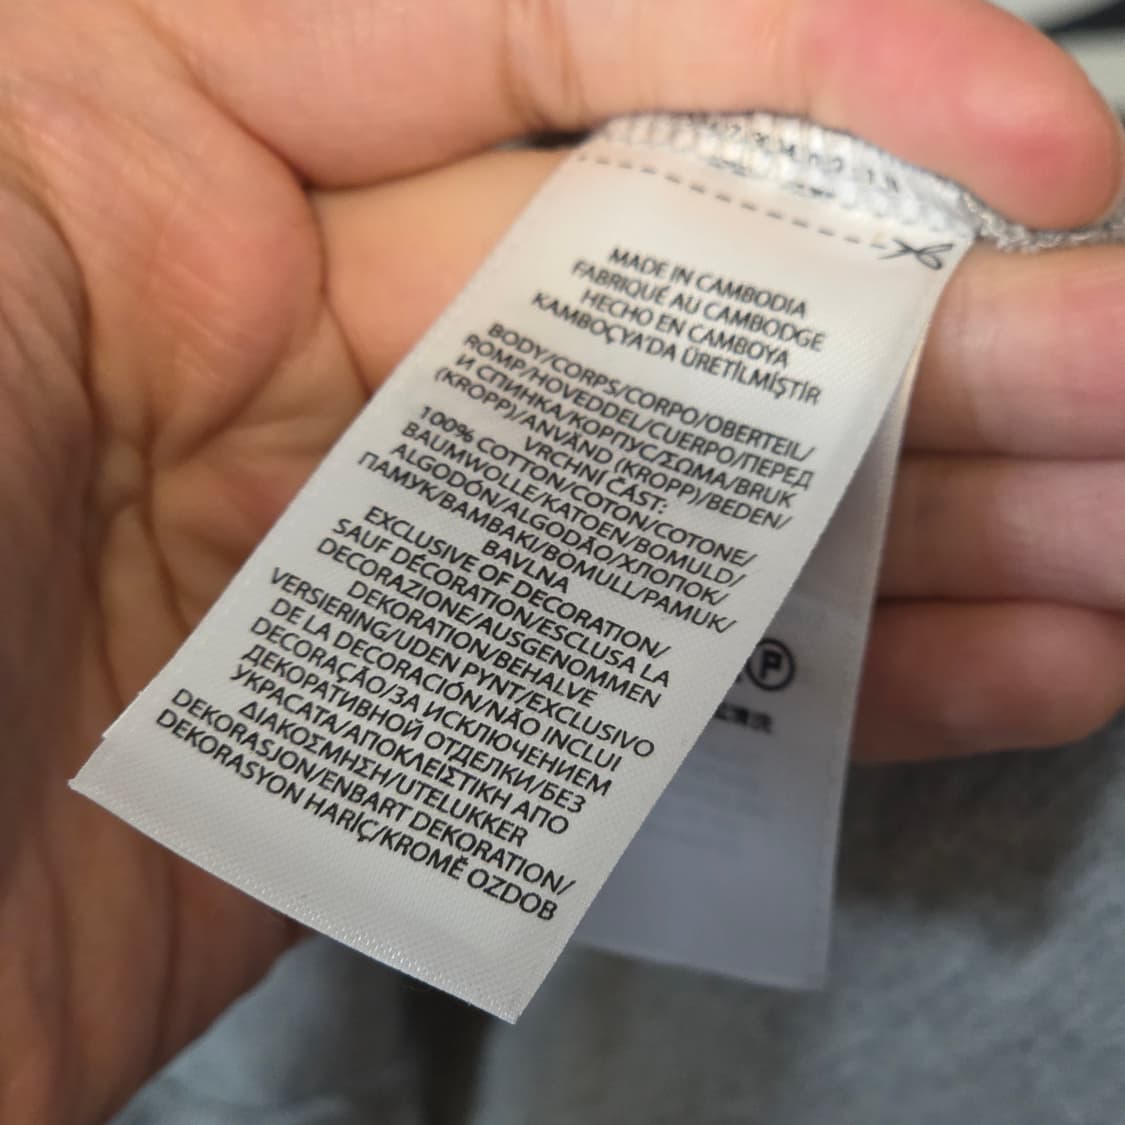 MADE IN CAMBODIA
FABRIQUÉ AU CAMBODGE
HECHO EN CAMBOYA
KAMBOÇYA'DA ÜRETİLMİŞTİR
BODY/CORPS/CORPO/OBERTEIL/
ROMP/HOVEDDEL/CUERPO/ПЕРЕД
И СПИНКА/КОРПУС/ΣΩΜΑ/BRUK
(KROPP)/ANVÄND (KROPP)/BEDEN/
VRCHNÍ ČÁST:
100% COTTON/COTON/COTONE/
BAUMWOLLE/KATOEN/BOMULD/
ALGODÓN/ALGODÃO/ХЛОПОК/
ПАМУК/ΒΑΜΒΑΚΙ/BOMULL/PAMUK/
BAVLNA
EXCLUSIVE OF DECORATION/
SAUF DÉCORATION/ESCLUSA LA
DECORAZIONE/AUSGENOMMEN
DEKORATION/BEHALVE
VERSIERING/UDEN PYNT/EXCLUSIVO
DE LA DECORACIÓN/NÃO INCLUI
DECORAÇÃO/ЗА ИСКЛЮЧЕНИЕМ
ДЕКОРАТИВНОЙ ОТДЕЛКИ/БЕЗ
УКРАСАТА/ΑΠΟΚΛΕΙΣΤΙΚΗ ΑΠΟ
ΔΙΑΚΟΣΜΗΣΗ/UTELUKKER
DEKORASJON/ENBART DEKORATION/
DEKORASYON HARİÇ/KROMĚ OZDOB
P